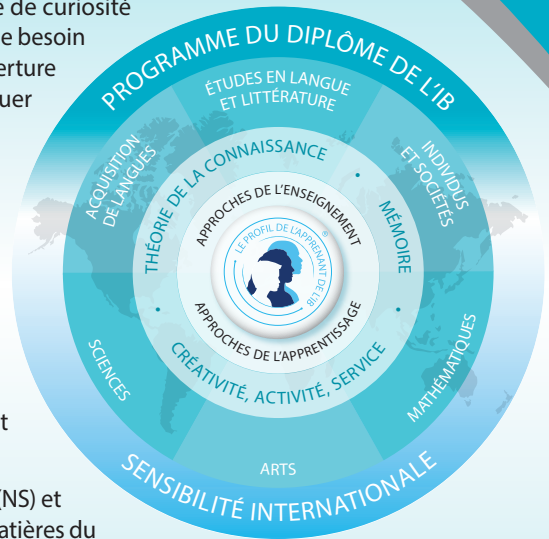 e de curiosité
e besoin
erture
uer
PROGRAMME DU DIPLÔME DE L'IB
ÉTUDES EN LANGUE
ET LITTÉRATURE
ACQUISITION
DE LANGUES
INDIVIDUS
ET SOCIÉTÉS
THÉORIE DE LA CONNAISSANCE
MÉMOIRE
APPROCHES DE L'ENSEIGNEMENT
LE PROFIL DE L'APPRENANT DE L'IB
®
APPROCHES DE L'APPRENTISSAGE
CRÉATIVITÉ, ACTIVITÉ, SERVICE
SCIENCES
MATHÉMATIQUES
ARTS
SENSIBILITÉ INTERNATIONALE
t
(NS) et
atières du